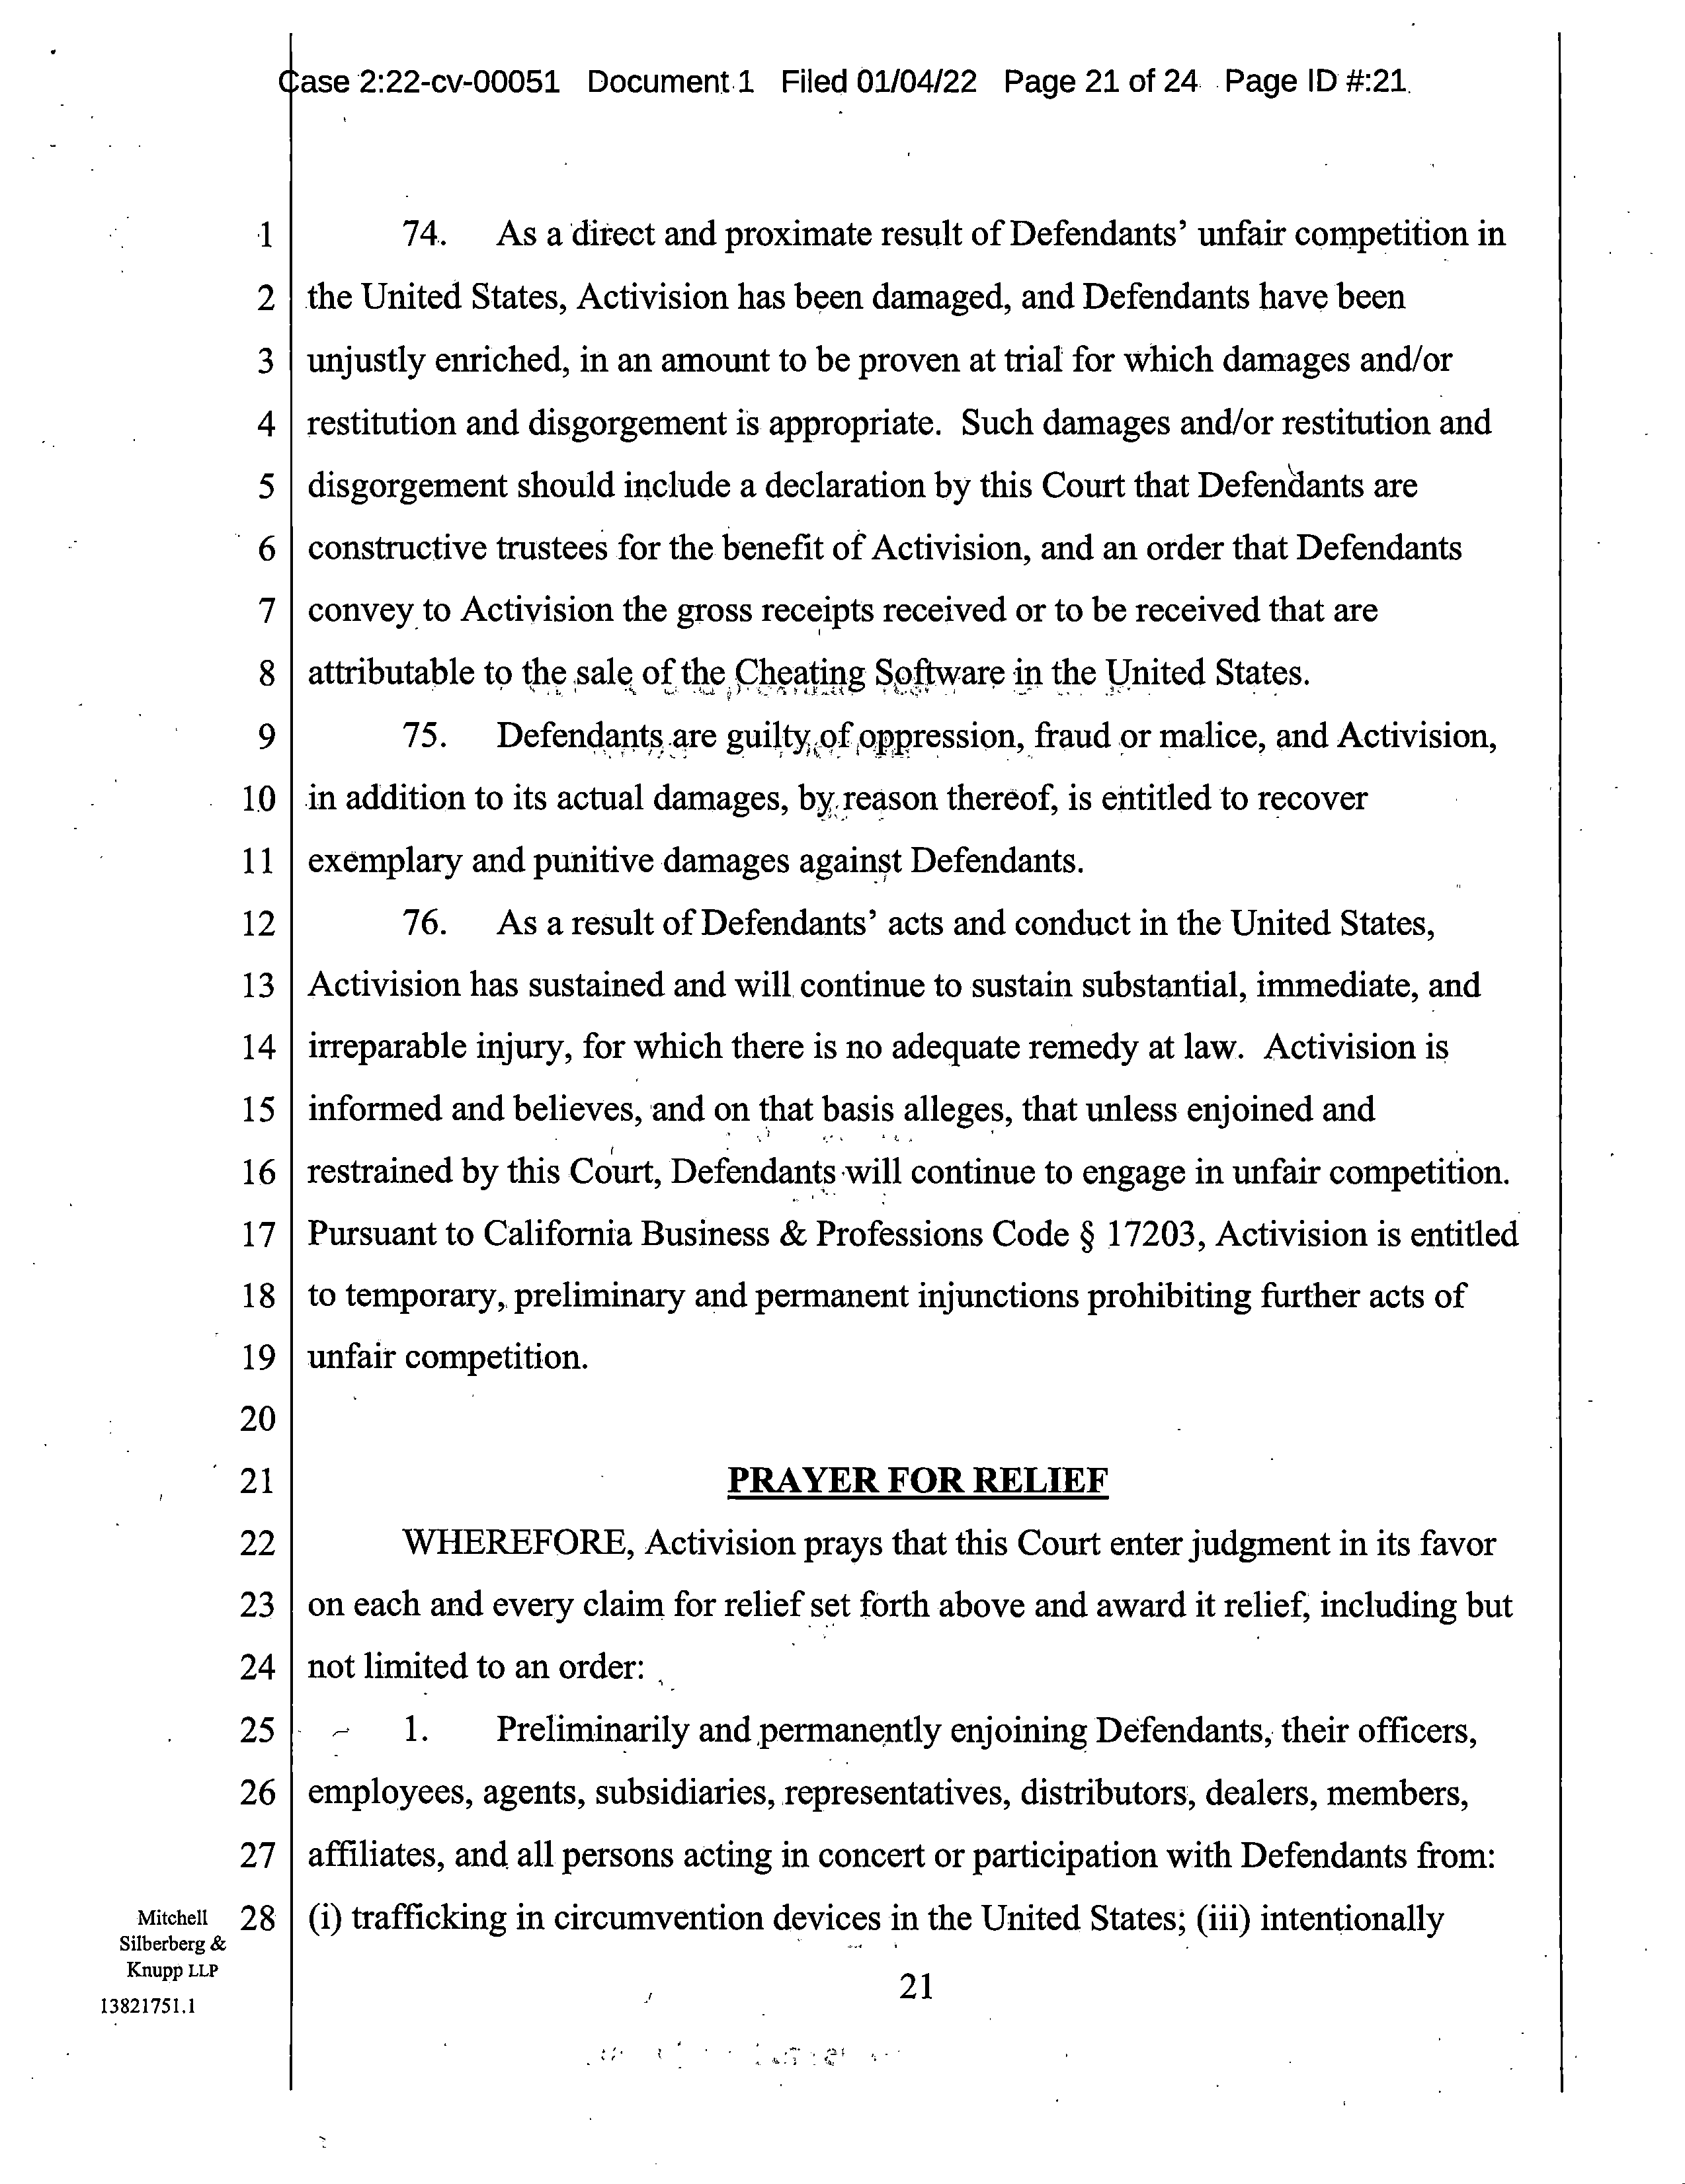 Case 2:22-cv-00051 Document 1 Filed 01/04/22 Page 21 of 24 Page ID #:21
1 74. As a direct and proximate result of Defendants’ unfair competition in
2 the United States, Activision has been damaged, and Defendants have been
3 unjustly enriched, in an amount to be proven at trial for which damages and/or
4 restitution and disgorgement is appropriate. Such damages and/or restitution and
5 disgorgement should include a declaration by this Court that Defendants are
6 constructive trustees for the benefit of Activision, and an order that Defendants
7 convey to Activision the gross receipts received or to be received that are
8 attributable to the sale of the Cheating Software in the United States.
9 75. Defendants are guilty of oppression, fraud or malice, and Activision,
10 in addition to its actual damages, by reason thereof, is entitled to recover
11 exemplary and punitive damages against Defendants.
12 76. As a result of Defendants’ acts and conduct in the United States,
13 Activision has sustained and will continue to sustain substantial, immediate, and
14 irreparable injury, for which there is no adequate remedy at law. Activision is
15 informed and believes, and on that basis alleges, that unless enjoined and
16 restrained by this Court, Defendants will continue to engage in unfair competition.
17 Pursuant to California Business & Professions Code § 17203, Activision is entitled
18 to temporary, preliminary and permanent injunctions prohibiting further acts of
19 unfair competition.
20
21 PRAYER FOR RELIEF
22 WHEREFORE, Activision prays that this Court enter judgment in its favor
23 on each and every claim for relief set forth above and award it relief, including but
24 not limited to an order:
25 1. Preliminarily and permanently enjoining Defendants, their officers,
26 employees, agents, subsidiaries, representatives, distributors, dealers, members,
27 affiliates, and all persons acting in concert or participation with Defendants from:
28 (i) trafficking in circumvention devices in the United States; (iii) intentionally
Mitchell
Silberberg &
Knupp LLP
13821751.1
21